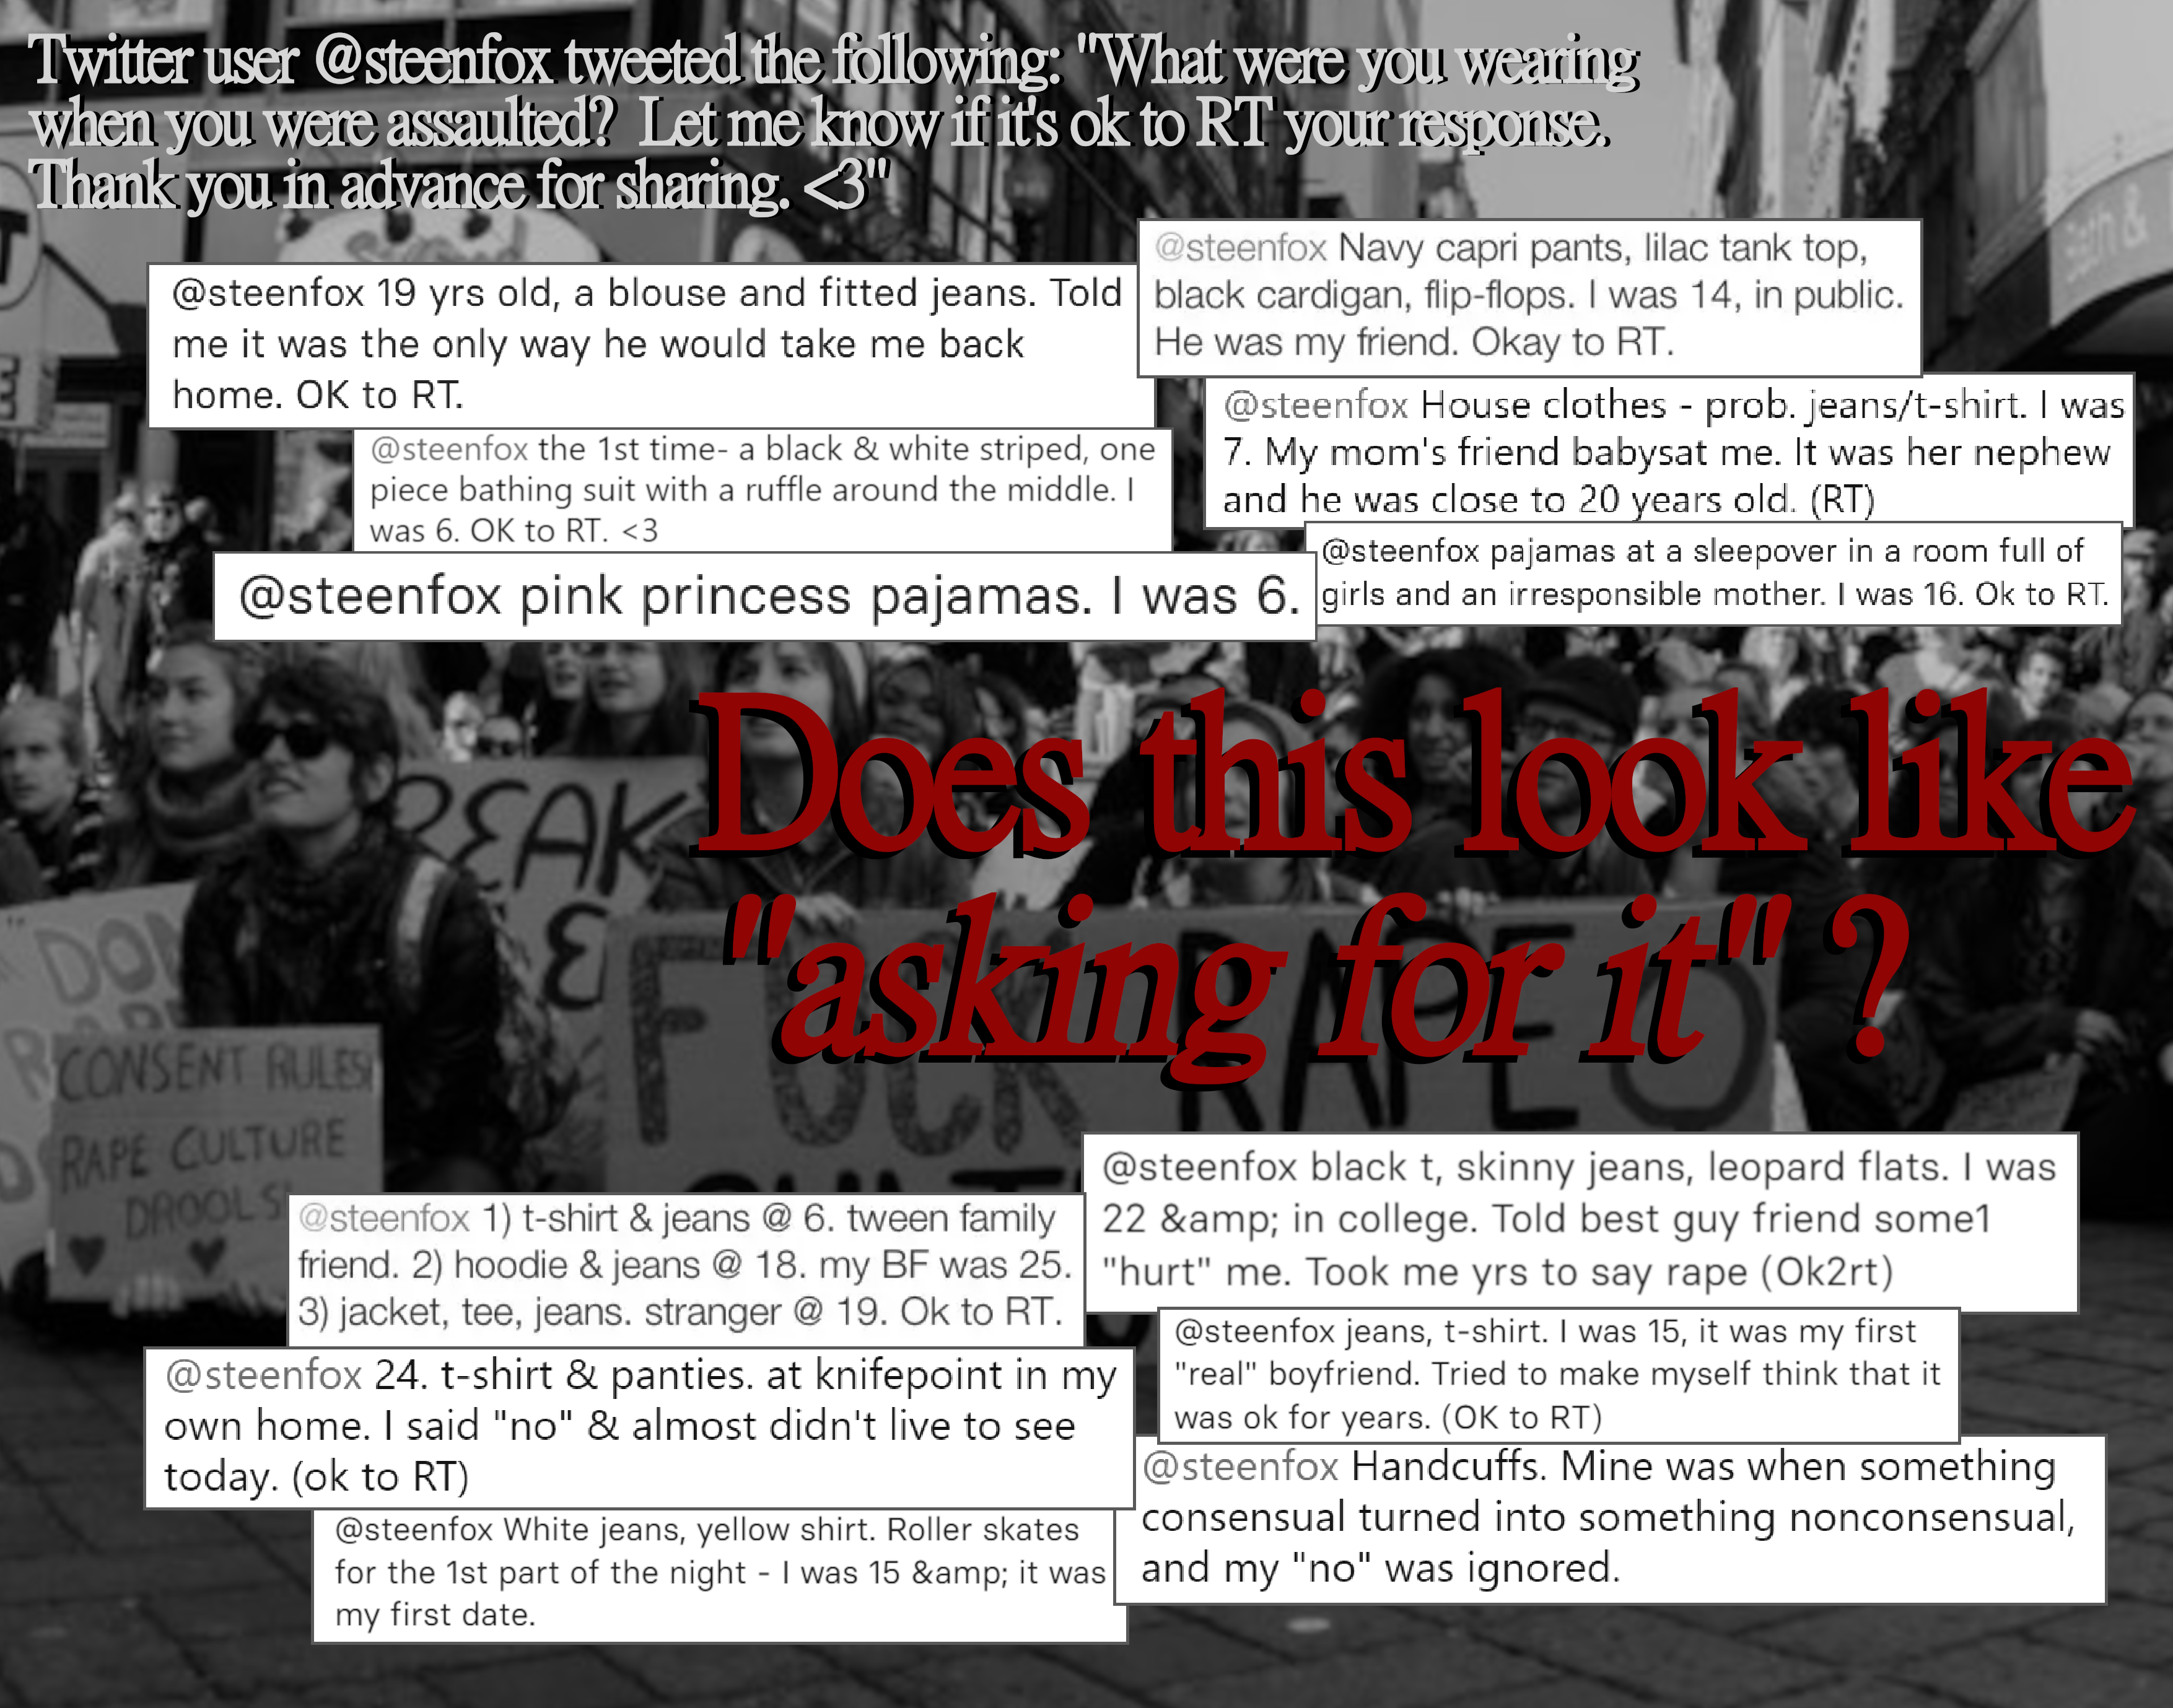 Twitter user @steenfox tweeted the following: "What were you wearing
when you were assaulted?  Let me know if it's ok to RT your response.
Thank you in advance for sharing. <3"
@steenfox 19 yrs old, a blouse and fitted jeans. Told
me it was the only way he would take me back
home. OK to RT.
@steenfox Navy capri pants, lilac tank top,
black cardigan, flip-flops. I was 14, in public.
He was my friend. Okay to RT.
@steenfox the 1st time- a black & white striped, one
piece bathing suit with a ruffle around the middle. I
was 6. OK to RT. <3
@steenfox House clothes - prob. jeans/t-shirt. I was
7. My mom's friend babysat me. It was her nephew
and he was close to 20 years old. (RT)
@steenfox pink princess pajamas. I was 6.
@steenfox pajamas at a sleepover in a room full of
girls and an irresponsible mother. I was 16. Ok to RT.
Does this look like
"asking for it" ?
FUCK RAPE
CONSENT RULES!
RAPE CULTURE
DROOLS!
@steenfox 1) t-shirt & jeans @ 6. tween family
friend. 2) hoodie & jeans @ 18. my BF was 25.
3) jacket, tee, jeans. stranger @ 19. Ok to RT.
@steenfox black t, skinny jeans, leopard flats. I was
22 &amp; in college. Told best guy friend some1
"hurt" me. Took me yrs to say rape (Ok2rt)
@steenfox 24. t-shirt & panties. at knifepoint in my
own home. I said "no" & almost didn't live to see
today. (ok to RT)
@steenfox jeans, t-shirt. I was 15, it was my first
"real" boyfriend. Tried to make myself think that it
was ok for years. (OK to RT)
@steenfox White jeans, yellow shirt. Roller skates
for the 1st part of the night - I was 15 &amp; it was
my first date.
@steenfox Handcuffs. Mine was when something
consensual turned into something nonconsensual,
and my "no" was ignored.